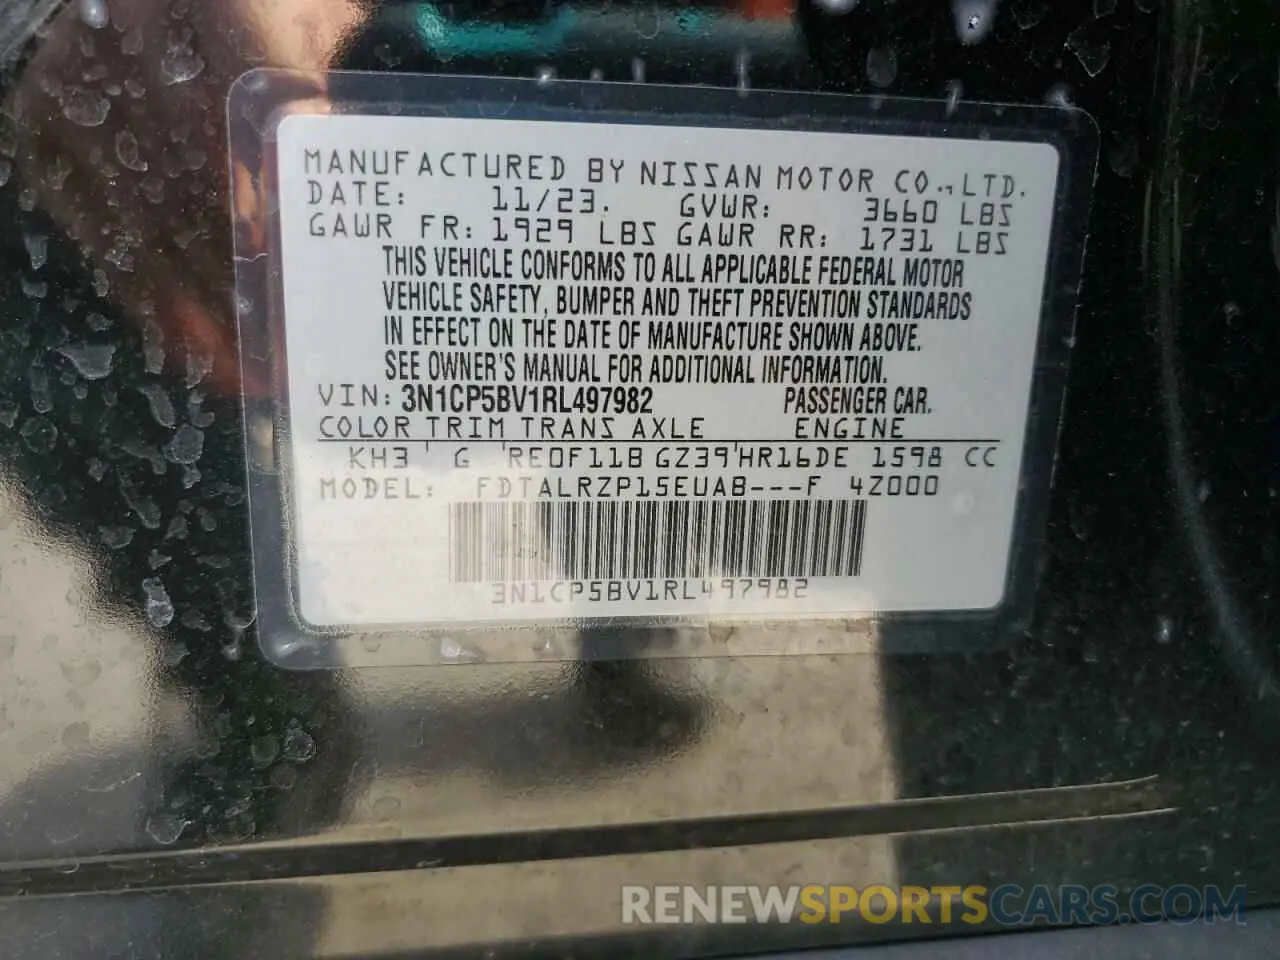 MANUFACTURED BY NISSAN MOTOR CO., LTD.
DATE: 11/23. GVWR: 3660 LBS
GAWR FR: 1929 LBS GAWR RR: 1731 LBS
THIS VEHICLE CONFORMS TO ALL APPLICABLE FEDERAL MOTOR
VEHICLE SAFETY, BUMPER AND THEFT PREVENTION STANDARDS
IN EFFECT ON THE DATE OF MANUFACTURE SHOWN ABOVE.
SEE OWNER'S MANUAL FOR ADDITIONAL INFORMATION.
VIN: 3N1CP5BV1RL497982 PASSENGER CAR.
COLOR TRIM TRANS AXLE ENGINE
KH3 ' G 'RE0F11B GZ39'HR16DE 1598 CC
MODEL: FDTALRZP15EUAB---F 4Z000
3N1CP5BV1RL497982
RENEWSPORTSCARS.COM